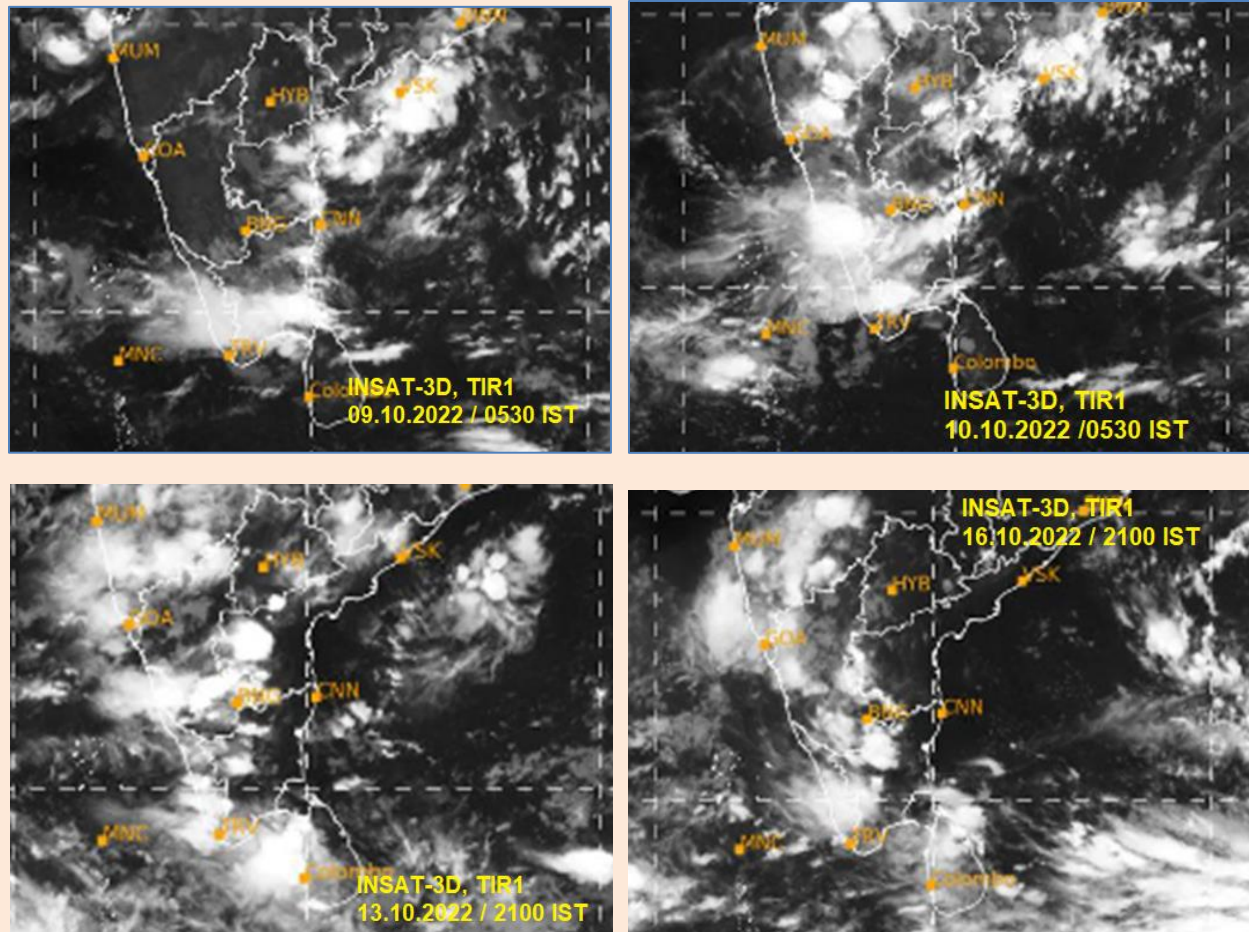 MUM
VSK
HYB
GOA
BNG
CNN
MNC
TRV
INSAT-3D, TIR1
09.10.2022 / 0530 IST
MUM
HYB
VSK
GOA
BNG
CNN
MNC
TRV
Colombo
INSAT-3D, TIR1
10.10.2022 /0530 IST
MUM
VSK
HYB
GOA
BNG
CNN
MNC
TRV
Colombo
INSAT-3D, TIR1
13.10.2022 / 2100 IST
INSAT-3D, TIR1
16.10.2022 / 2100 IST
MUM
VSK
HYB
GOA
BNG
CNN
MNC
TRV
Colombo